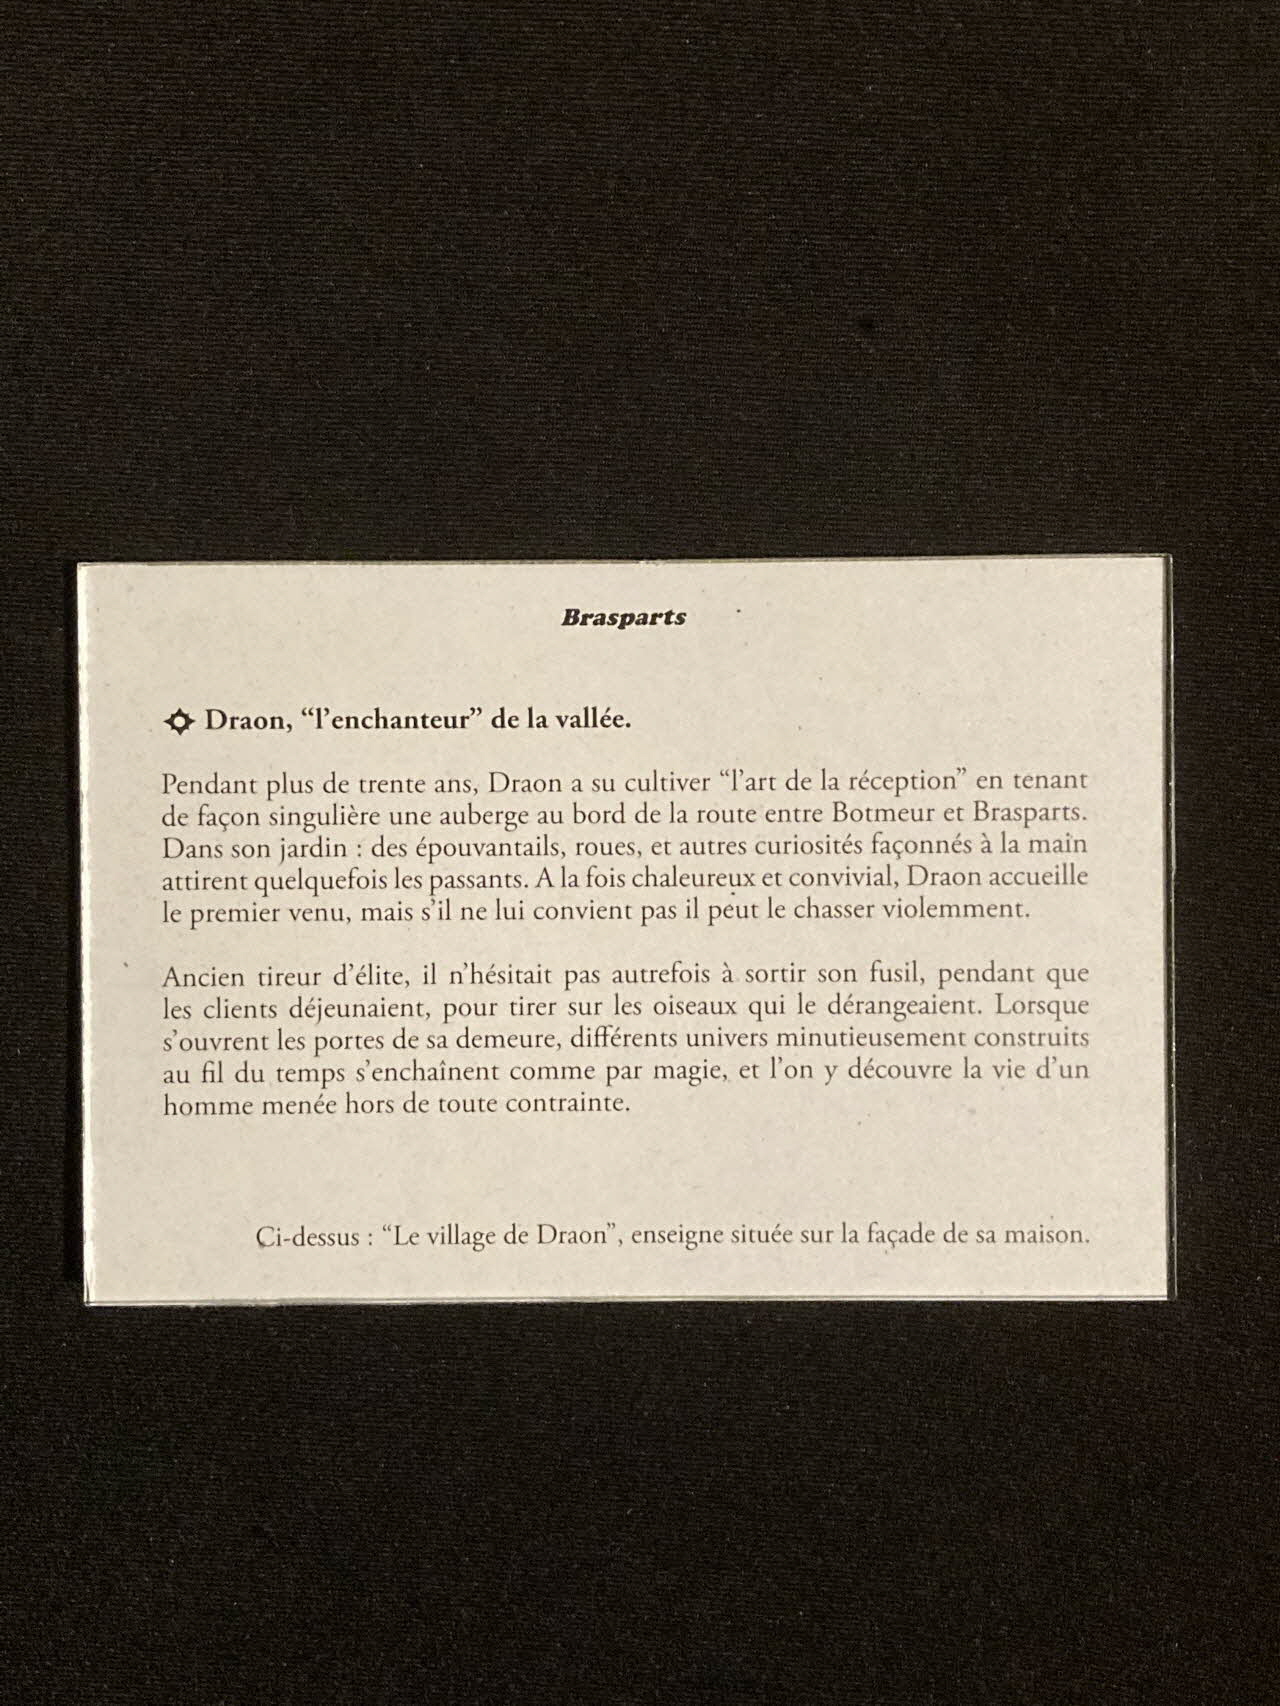 Brasparts
Draon, “l’enchanteur” de la vallée.
Pendant plus de trente ans, Draon a su cultiver “l’art de la réception” en tenant
de façon singulière une auberge au bord de la route entre Botmeur et Brasparts.
Dans son jardin : des épouvantails, roues, et autres curiosités façonnés à la main
attirent quelquefois les passants. A la fois chaleureux et convivial, Draon accueille
le premier venu, mais s’il ne lui convient pas il peut le chasser violemment.
Ancien tireur d’élite, il n’hésitait pas autrefois à sortir son fusil, pendant que
les clients déjeunaient, pour tirer sur les oiseaux qui le dérangeaient. Lorsque
s’ouvrent les portes de sa demeure, différents univers minutieusement construits
au fil du temps s’enchaînent comme par magie, et l’on y découvre la vie d’un
homme menée hors de toute contrainte.
Ci-dessus : “Le village de Draon”, enseigne située sur la façade de sa maison.